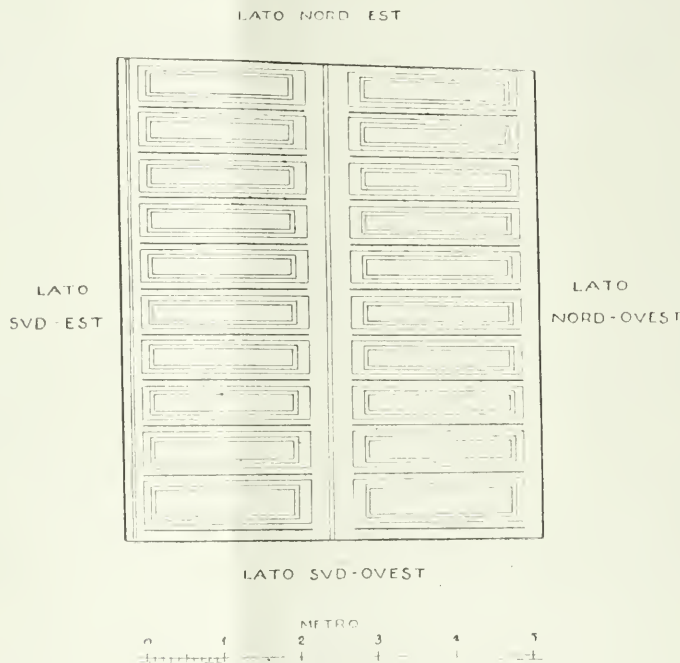 LATO NORD EST
LATO
SVD-EST
LATO
NORD-OVEST
LATO SVD-OVEST
METRO
0 1 2 3 4 5